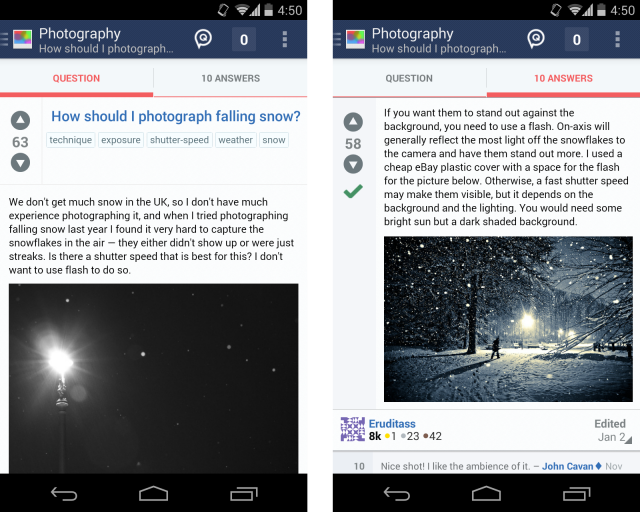 4:50
Photography
How should I photograph...
0
QUESTION
10 ANSWERS
63
How should I photograph falling snow?
technique exposure shutter-speed weather snow
We don't get much snow in the UK, so I don't have much
experience photographing it, and when I tried photographing
falling snow last year I found it very hard to capture the
snowflakes in the air — they either didn't show up or were just
streaks. Is there a shutter speed that is best for this? I don't
want to use flash to do so.
4:50
Photography
How should I photograph...
0
QUESTION
10 ANSWERS
58
If you want them to stand out against the
background, you need to use a flash. On-axis will
generally reflect the most light off the snowflakes to
the camera and have them stand out more. I used a
cheap eBay plastic cover with a space for the flash
for the picture below. Otherwise, a fast shutter speed
may make them visible, but it depends on the
background and the lighting. You would need some
bright sun but a dark shaded background.
Eruditass
8k 1 23 42
Edited
Jan 2
10 Nice shot! I like the ambience of it. – John Cavan ♦ Nov